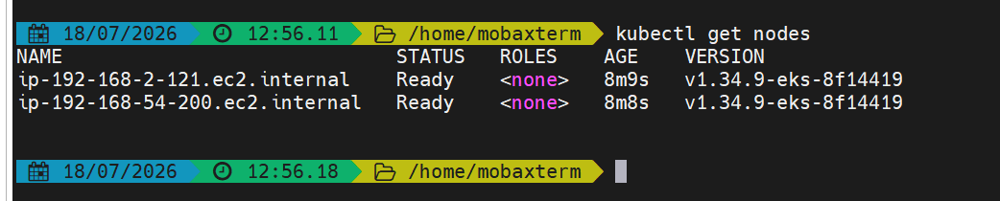 18/07/2026 12:56.11 /home/mobaxterm kubectl get nodes
NAME STATUS ROLES AGE VERSION
ip-192-168-2-121.ec2.internal Ready <none> 8m9s v1.34.9-eks-8f14419
ip-192-168-54-200.ec2.internal Ready <none> 8m8s v1.34.9-eks-8f14419
18/07/2026 12:56.18 /home/mobaxterm